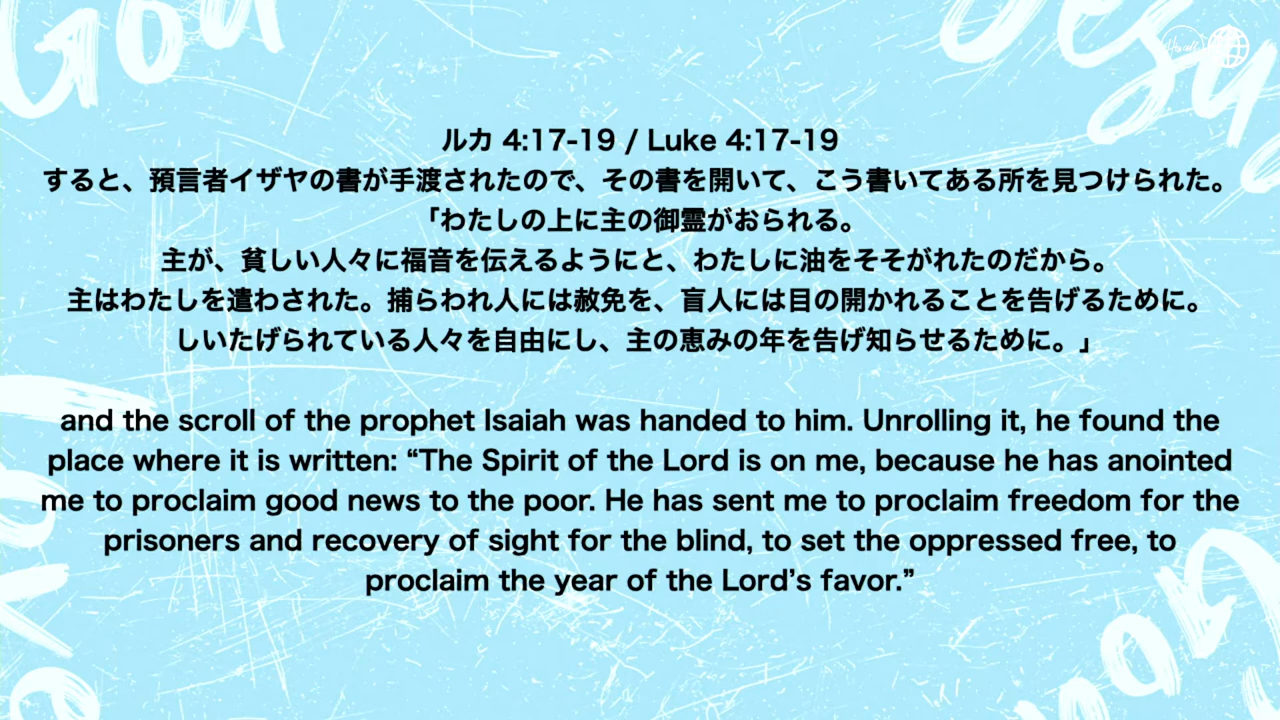 ルカ 4:17-19 / Luke 4:17-19
すると、預言者イザヤの書が手渡されたので、その書を開いて、こう書いてある所を見つけられた。
「わたしの上に主の御霊がおられる。
主が、貧しい人々に福音を伝えるようにと、わたしに油をそそがれたのだから。
主はわたしを遣わされた。捕らわれ人には赦免を、盲人には目の開かれることを告げるために。
しいたげられている人々を自由にし、主の恵みの年を告げ知らせるために。」
and the scroll of the prophet Isaiah was handed to him. Unrolling it, he found the
place where it is written: “The Spirit of the Lord is on me, because he has anointed
me to proclaim good news to the poor. He has sent me to proclaim freedom for the
prisoners and recovery of sight for the blind, to set the oppressed free, to
proclaim the year of the Lord’s favor.”